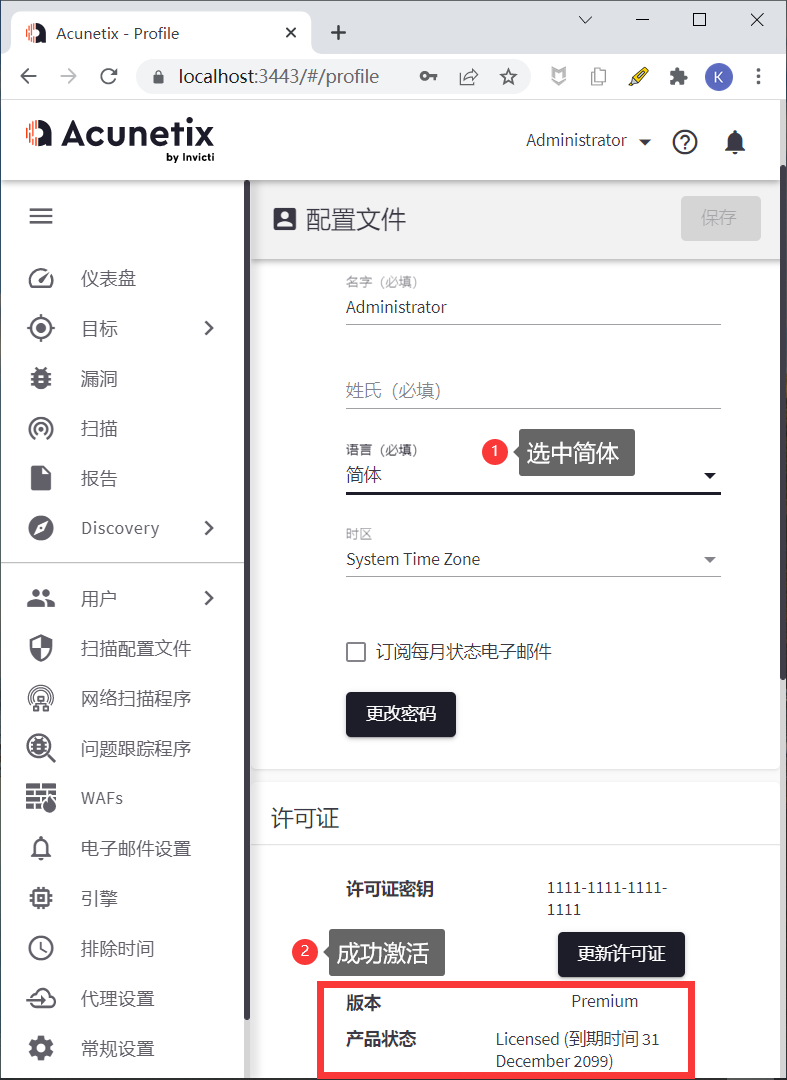 Acunetix - Profile
localhost:3443/#/profile
K
Acunetix
by Invicti
Administrator
配置文件
保存
仪表盘
目标
漏洞
扫描
报告
Discovery
用户
扫描配置文件
网络扫描程序
问题跟踪程序
WAFs
电子邮件设置
引擎
排除时间
代理设置
常规设置
名字（必填）
Administrator
姓氏（必填）
语言（必填）
简体
1 选中简体
时区
System Time Zone
订阅每月状态电子邮件
更改密码
许可证
许可证密钥
1111-1111-1111-
1111
2 成功激活
更新许可证
版本 Premium
产品状态 Licensed (到期时间 31
December 2099)